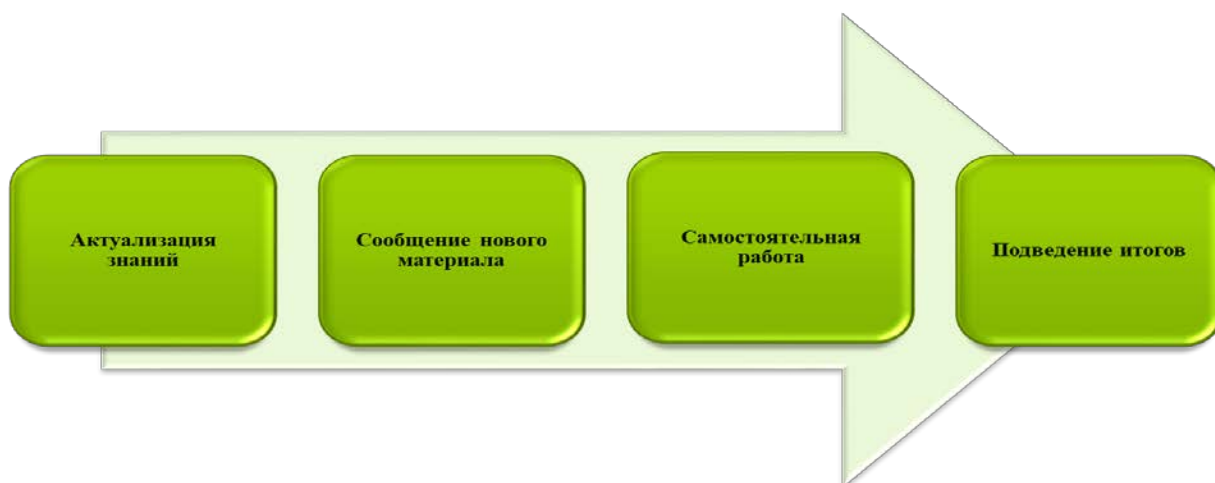 Актуализация
знаний
Сообщение нового
материала
Самостоятельная
работа
Подведение итогов